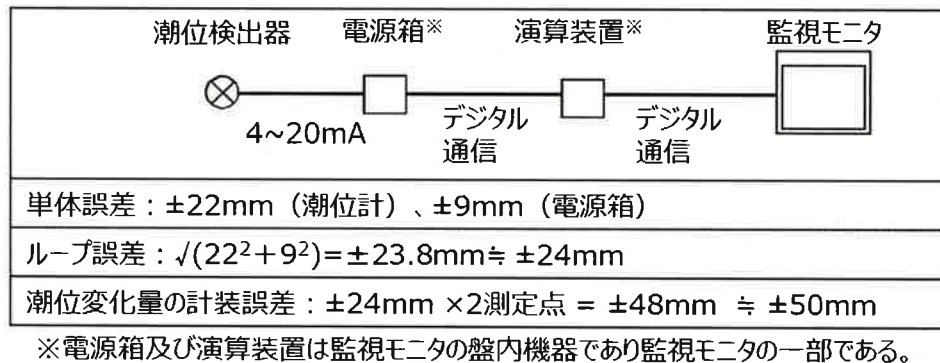 潮位検出器 電源箱※ 演算装置※ 監視モニタ
4~20mA デジタル通信 デジタル通信
単体誤差：±22mm（潮位計）、±9mm（電源箱）
ループ誤差：√(22²＋9²)=±23.8mm≒ ±24mm
潮位変化量の計装誤差：±24mm ×2測定点 = ±48mm ≒ ±50mm
※電源箱及び演算装置は監視モニタの盤内機器であり監視モニタの一部である。